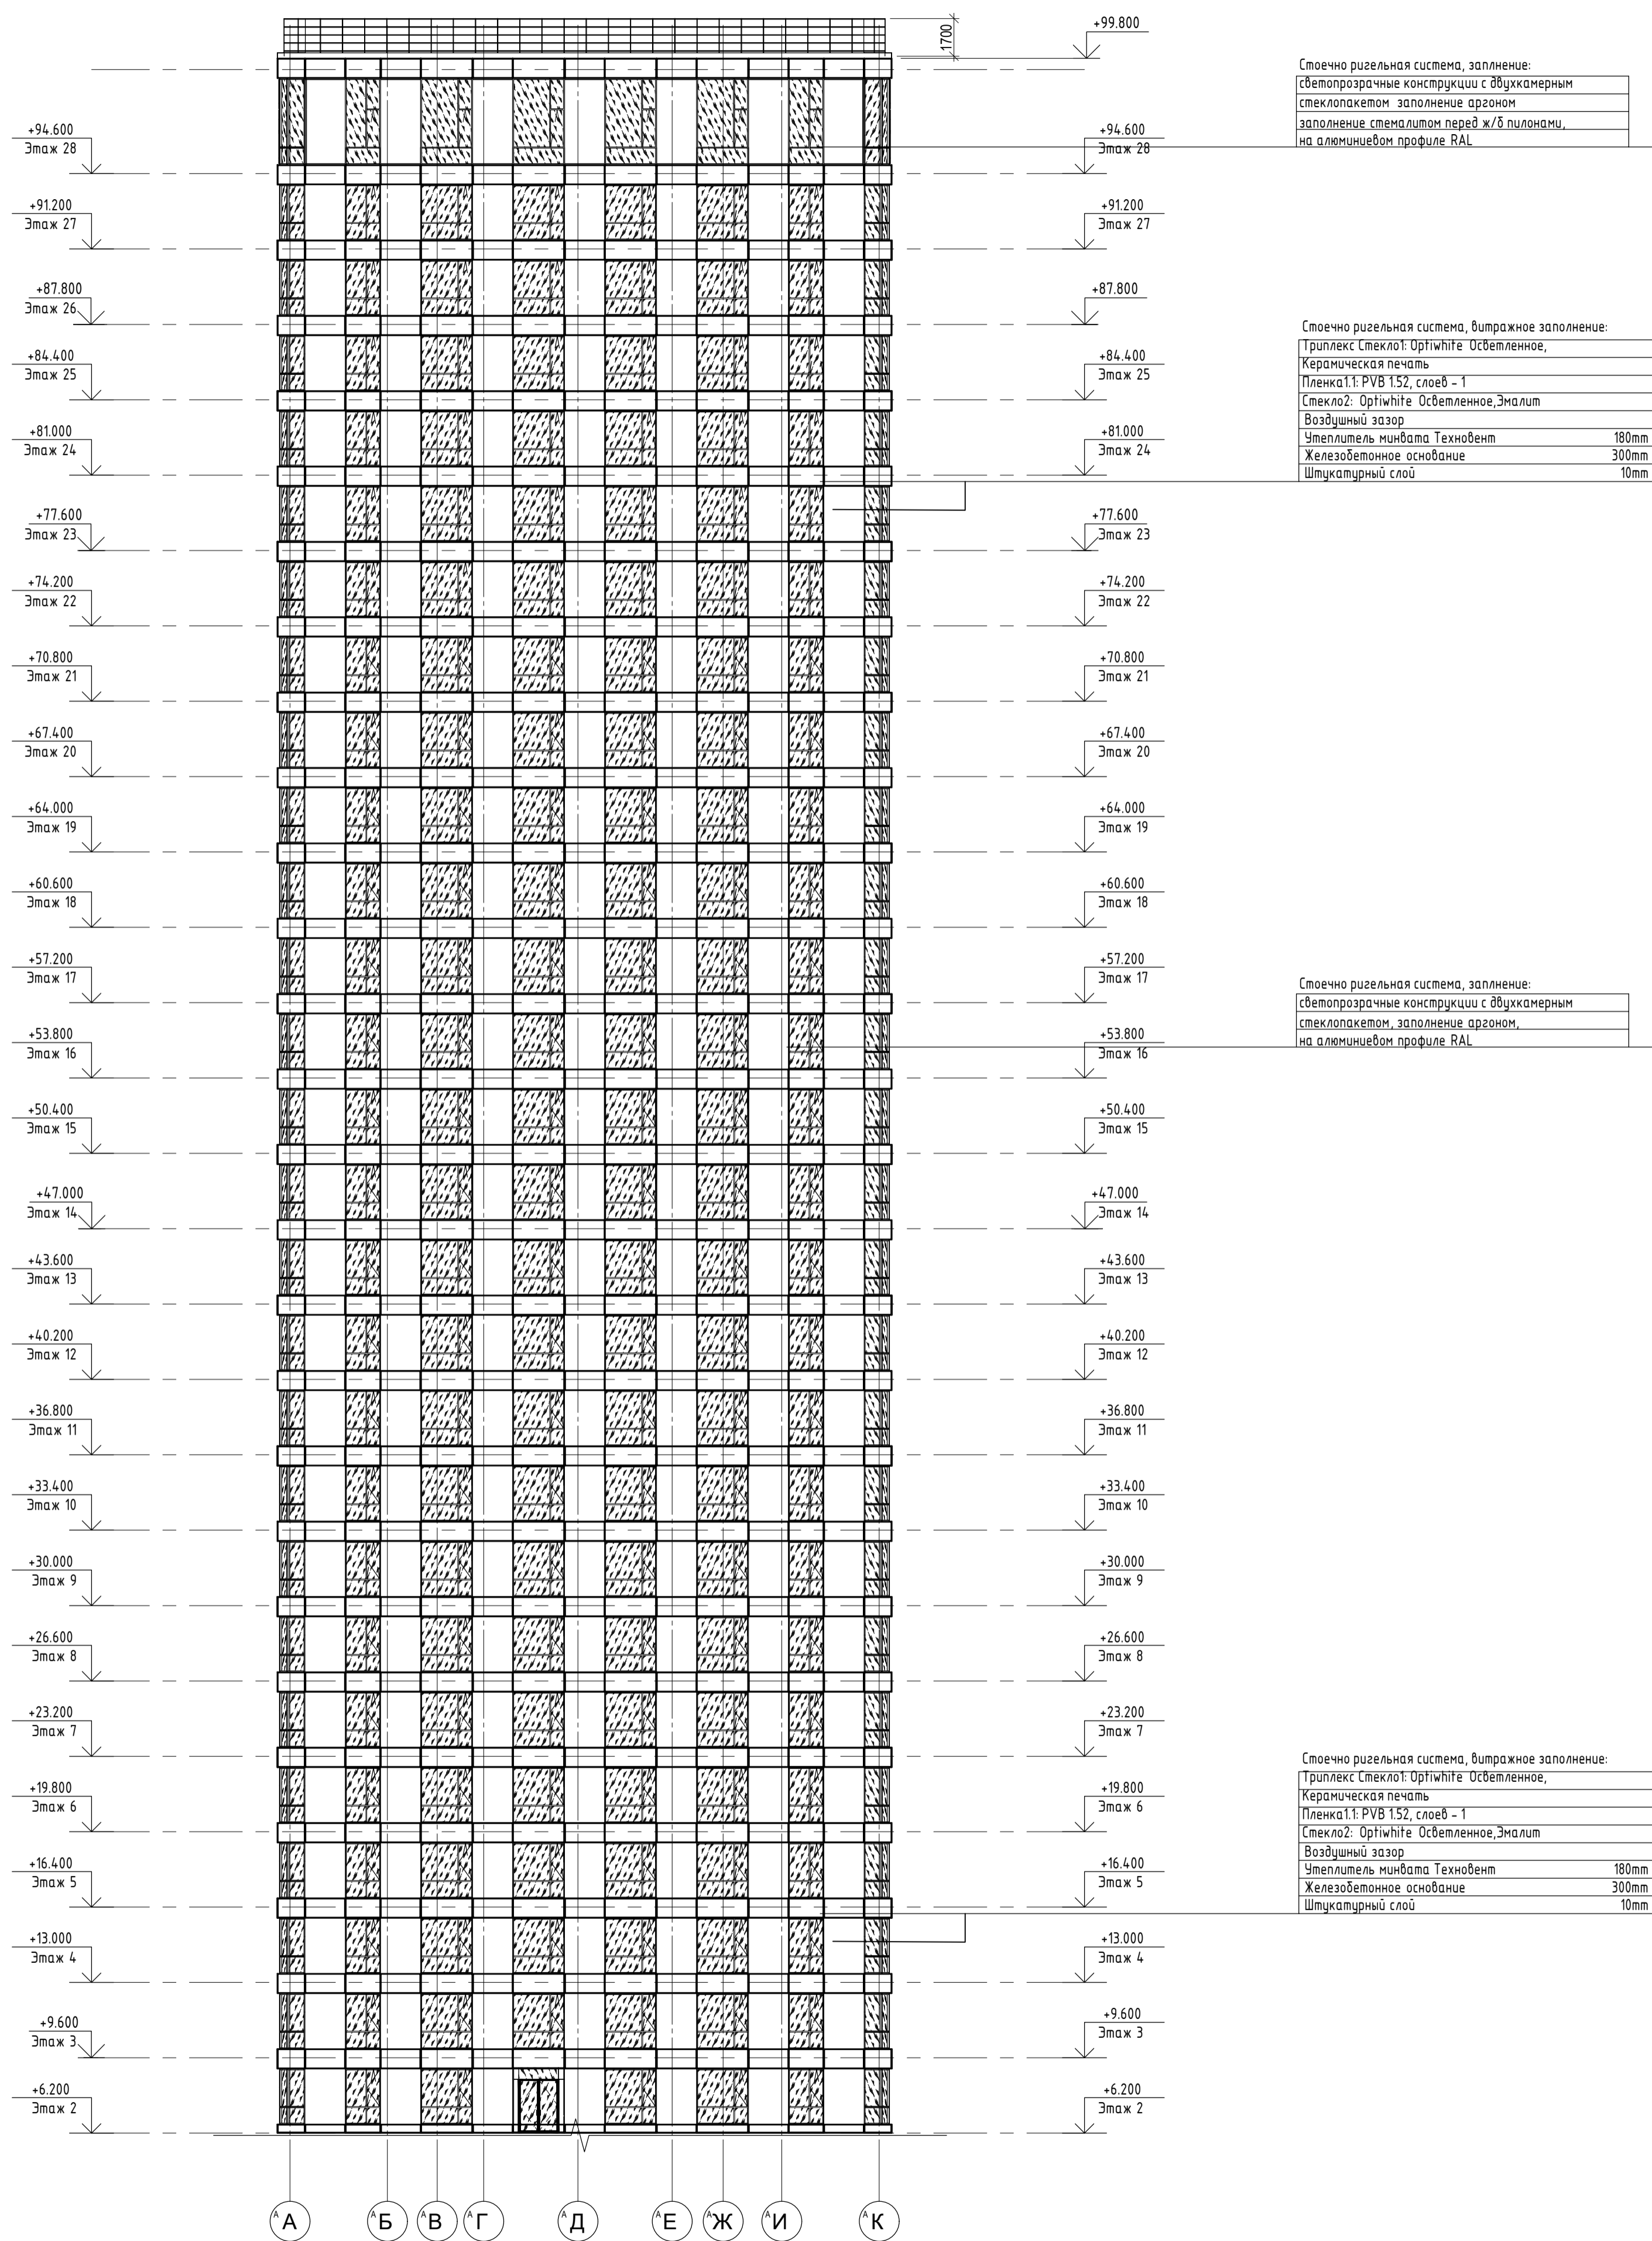 +99.800
1700
Стоечно ригельная система, заплнение:
светопрозрачные конструкции с двухкамерным
стеклопакетом заполнение аргоном
заполнение стемалитом перед ж/б пилонами,
на алюминиевом профиле RAL
+94.600
Этаж 28
+94.600
Этаж 28
+91.200
Этаж 27
+91.200
Этаж 27
+87.800
Этаж 26
+87.800
Стоечно ригельная система, витражное заполнение:
Триплекс Стекло1: Optiwhite Осветленное,
Керамическая печать
Пленка1.1: PVB 1.52, слоев - 1
Стекло2: Optiwhite Осветленное,Эмалит
Воздушный зазор
Утеплитель минвата Техновент 180mm
Железобетонное основание 300mm
Штукатурный слой 10mm
+84.400
Этаж 25
+84.400
Этаж 25
+81.000
Этаж 24
+81.000
Этаж 24
+77.600
Этаж 23
+77.600
Этаж 23
+74.200
Этаж 22
+74.200
Этаж 22
+70.800
Этаж 21
+70.800
Этаж 21
+67.400
Этаж 20
+67.400
Этаж 20
+64.000
Этаж 19
+64.000
Этаж 19
+60.600
Этаж 18
+60.600
Этаж 18
+57.200
Этаж 17
+57.200
Этаж 17
Стоечно ригельная система, заплнение:
светопрозрачные конструкции с двухкамерным
стеклопакетом, заполнение аргоном,
на алюминиевом профиле RAL
+53.800
Этаж 16
+53.800
Этаж 16
+50.400
Этаж 15
+50.400
Этаж 15
+47.000
Этаж 14
+47.000
Этаж 14
+43.600
Этаж 13
+43.600
Этаж 13
+40.200
Этаж 12
+40.200
Этаж 12
+36.800
Этаж 11
+36.800
Этаж 11
+33.400
Этаж 10
+33.400
Этаж 10
+30.000
Этаж 9
+30.000
Этаж 9
+26.600
Этаж 8
+26.600
Этаж 8
+23.200
Этаж 7
+23.200
Этаж 7
Стоечно ригельная система, витражное заполнение:
Триплекс Стекло1: Optiwhite Осветленное,
Керамическая печать
Пленка1.1: PVB 1.52, слоев - 1
Стекло2: Optiwhite Осветленное,Эмалит
Воздушный зазор
Утеплитель минвата Техновент 180mm
Железобетонное основание 300mm
Штукатурный слой 10mm
+19.800
Этаж 6
+19.800
Этаж 6
+16.400
Этаж 5
+16.400
Этаж 5
+13.000
Этаж 4
+13.000
Этаж 4
+9.600
Этаж 3
+9.600
Этаж 3
+6.200
Этаж 2
+6.200
Этаж 2
А А А Б А В А Г А Д А Е А Ж А И А К